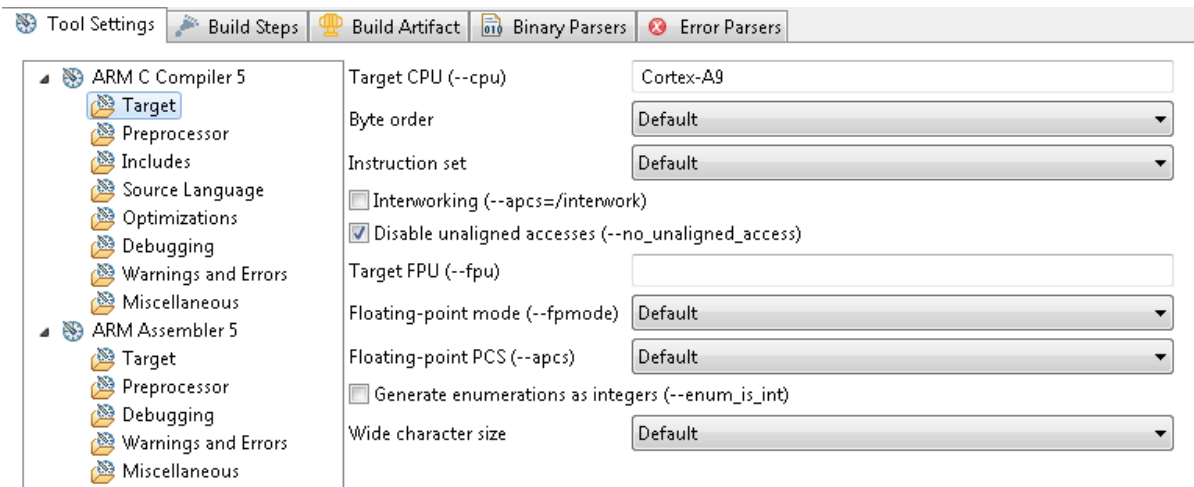 Tool Settings Build Steps Build Artifact Binary Parsers Error Parsers
ARM C Compiler 5
Target
Preprocessor
Includes
Source Language
Optimizations
Debugging
Warnings and Errors
Miscellaneous
ARM Assembler 5
Target
Preprocessor
Debugging
Warnings and Errors
Miscellaneous
Target CPU (--cpu) Cortex-A9
Byte order Default
Instruction set Default
Interworking (--apcs=/interwork)
Disable unaligned accesses (--no_unaligned_access)
Target FPU (--fpu)
Floating-point mode (--fpmode) Default
Floating-point PCS (--apcs) Default
Generate enumerations as integers (--enum_is_int)
Wide character size Default